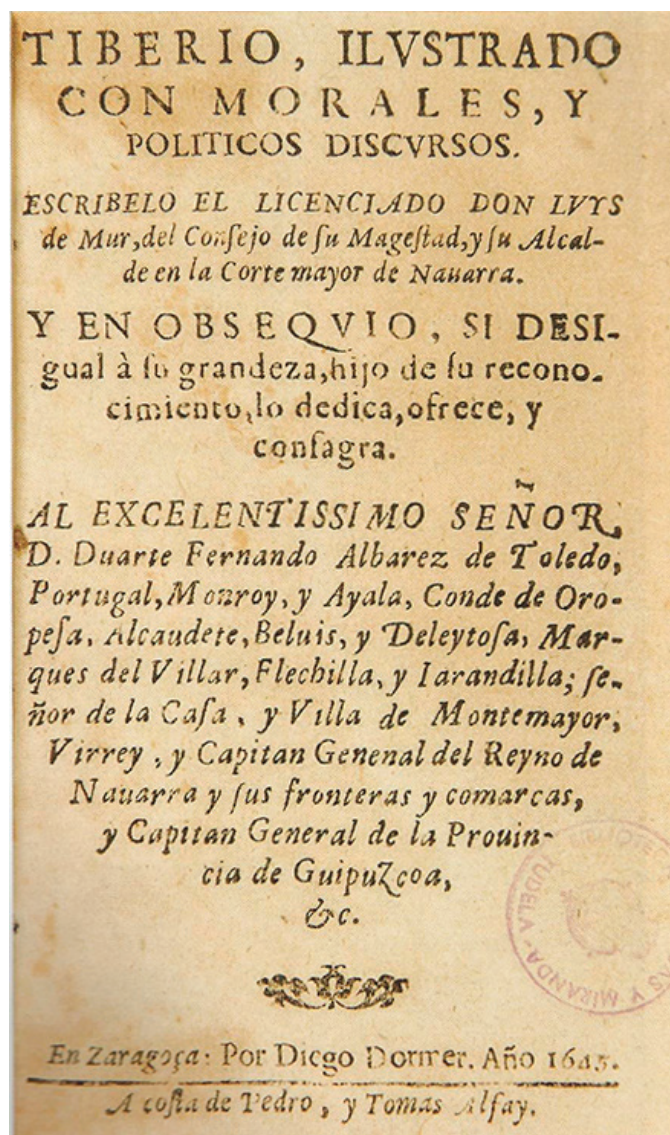 TIBERIO, ILVSTRADO
CON MORALES, Y
POLITICOS DISCVRSOS.
ESCRIBELO EL LICENCIADO DON LVYS
de Mur, del Conſejo de ſu Mageſtad, y ſu Alcal-
de en la Corte mayor de Nauarra.
Y EN OBSEQVIO, SI DESI-
gual à ſu grandeza, hijo de ſu recono-
cimiento, lo dedica, ofrece, y
conſagra.
AL EXCELENTISSIMO SEÑOR,
D. Duarte Fernando Albarez de Toledo,
Portugal, Monroy, y Ayala, Conde de Oro-
peſa, Alcaudete, Beluis, y Deleytoſa, Mar-
ques del Villar, Flechilla, y Iarandilla; ſe-
ñor de la Caſa, y Villa de Montemayor,
Virrey, y Capitan Genenal del Reyno de
Nauarra y ſus fronteras y comarcas,
y Capitan General de la Prouin-
cia de Guipuzcoa,
&c.
TUDELA
Y MIRANDA
En Zaragoça: Por Diego Dormer. Año 1645.
A coſta de Pedro, y Tomas Alfay.